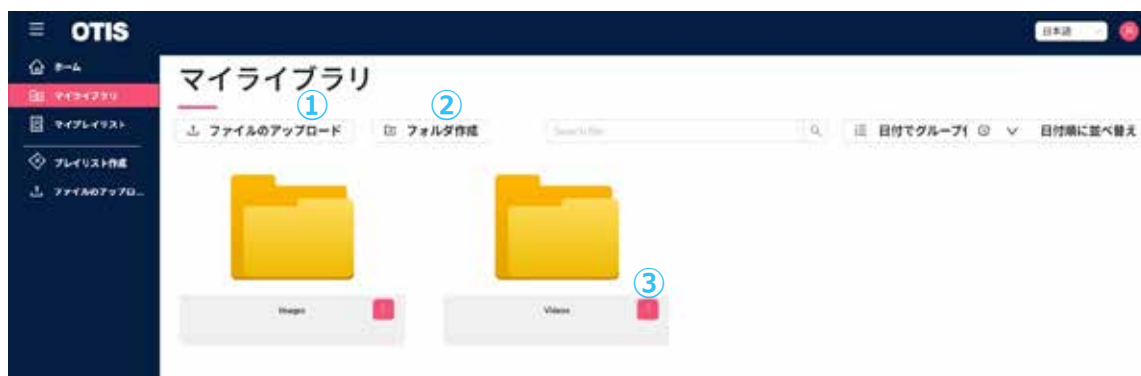 OTIS
日本語
ホーム
マイライブラリ
マイプレイリスト
プレイリスト作成
ファイルのアップロ...
マイライブラリ
①
②
ファイルのアップロード
フォルダ作成
Search file
日付でグループ化
日付順に並べ替え
③
Images
Videos